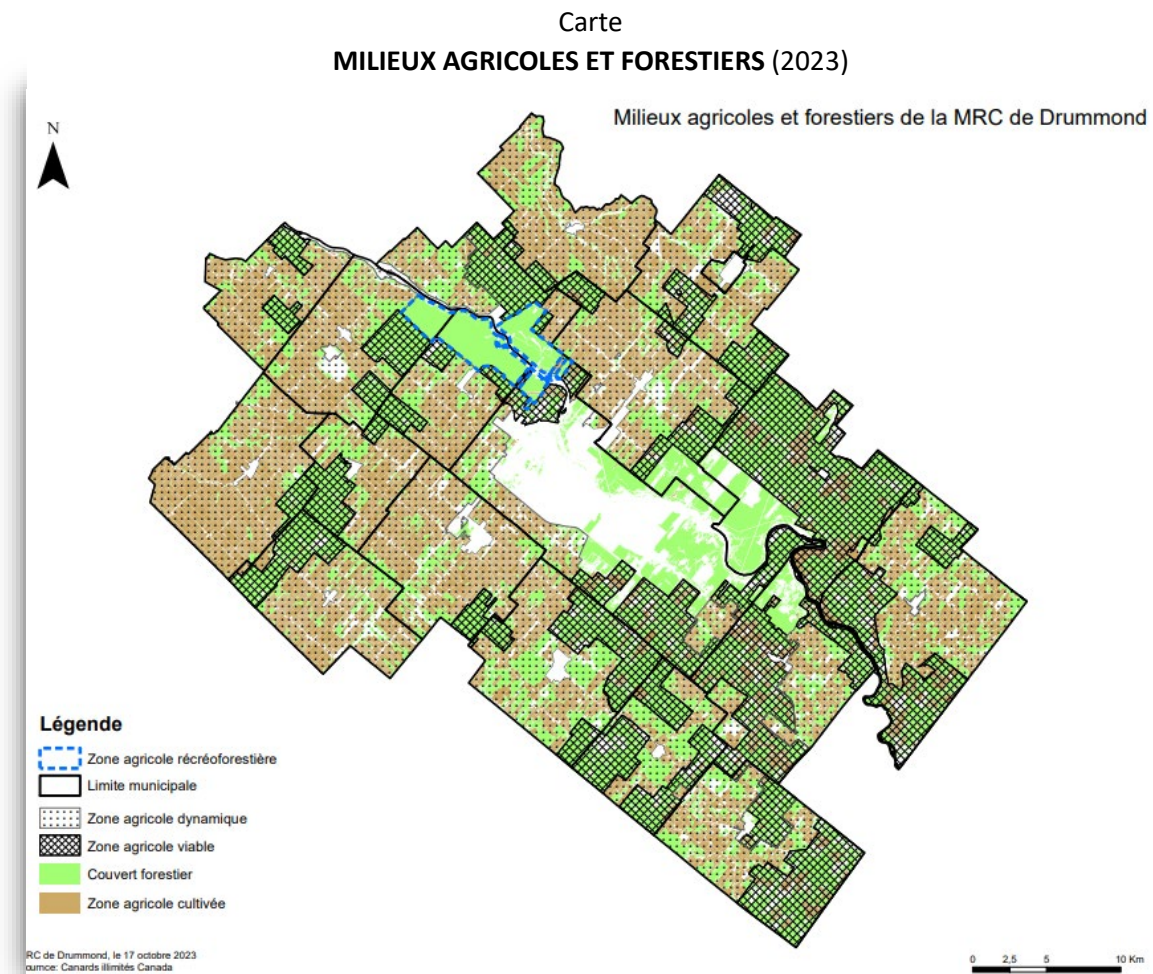 Carte
MILIEUX AGRICOLES ET FORESTIERS (2023)
Milieux agricoles et forestiers de la MRC de Drummond
N
Légende
Zone agricole récréoforestière
Limite municipale
Zone agricole dynamique
Zone agricole viable
Couvert forestier
Zone agricole cultivée
RC de Drummond, le 17 octobre 2023
ource: Canards illimités Canada
0 2,5 5 10 Km